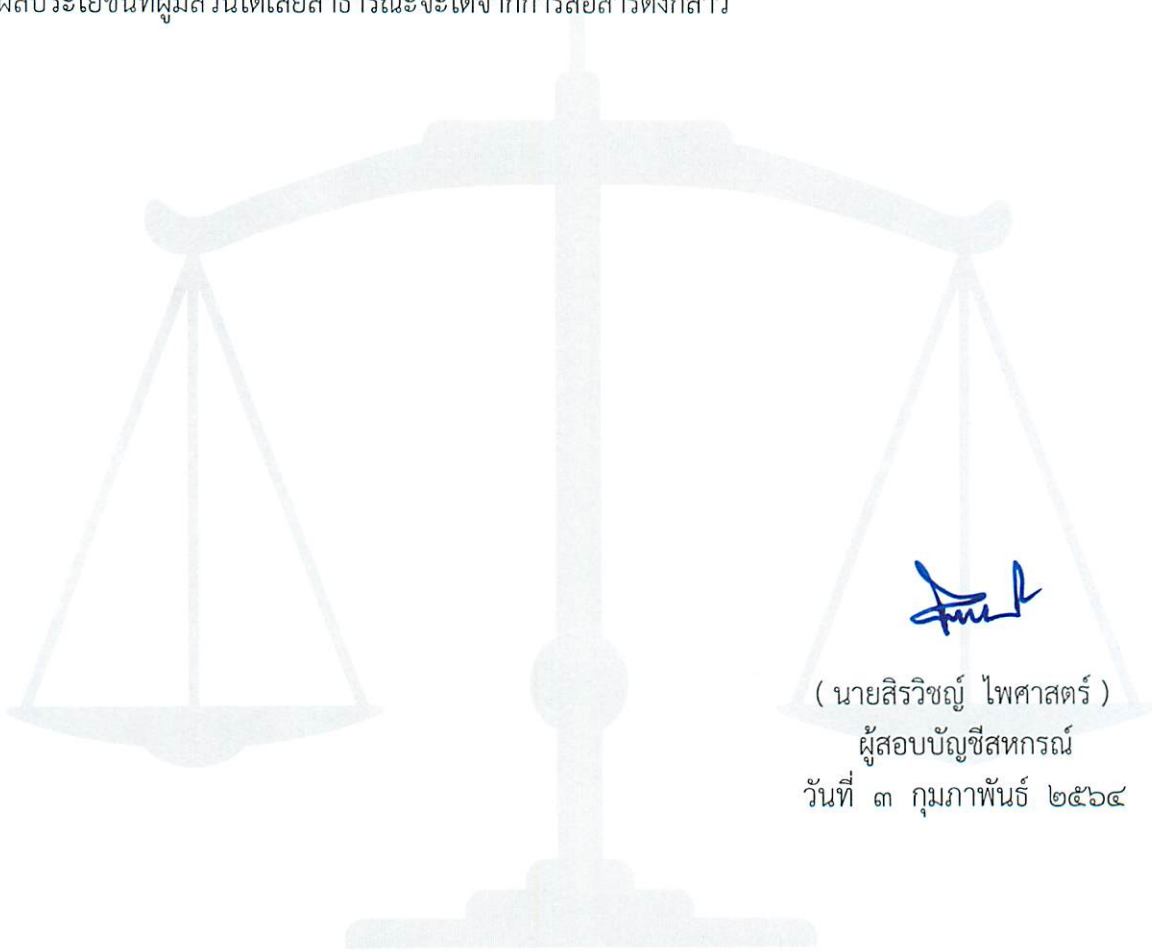 ผลประโยชน์ที่ผู้มีส่วนได้เสียสาธารณะจะได้จากการสื่อสารดังกล่าว
( นายสิรวิชญ์ ไพศาสตร์ )
ผู้สอบบัญชีสหกรณ์
วันที่ ๓ กุมภาพันธ์ ๒๕๖๔